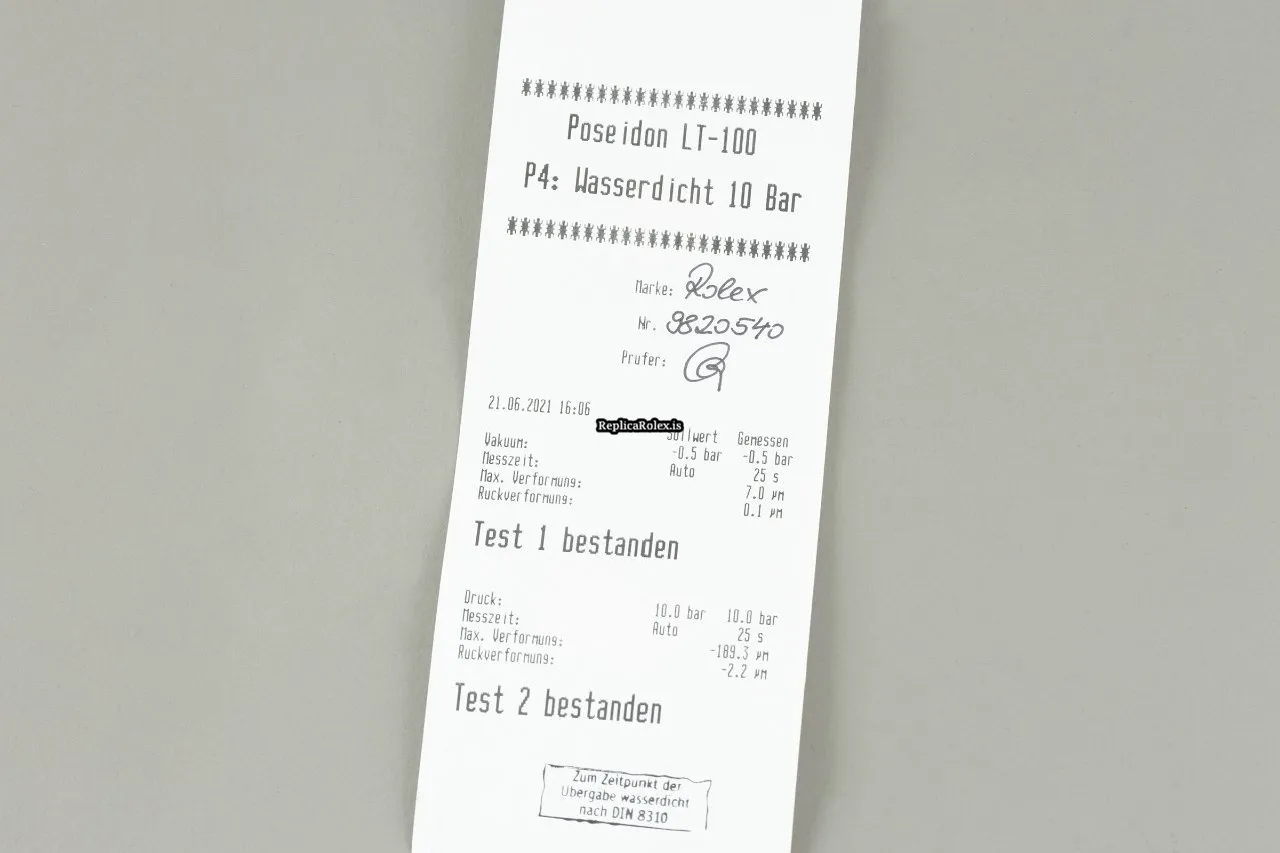 ************************
Poseidon LT-100
P4: Wasserdicht 10 Bar
************************
Marke: Rolex
Nr. 9820540
Prufer:
21.06.2021 16:06
ReplicaRolex.is
Sollwert Gemessen
Vakuum: -0.5 bar -0.5 bar
Messzeit: Auto 25 s
Max. Verformung: 7.0 µm
Ruckverformung: 0.1 µm
Test 1 bestanden
Druck: 10.0 bar 10.0 bar
Messzeit: Auto 25 s
Max. Verformung: -189.3 µm
Ruckverformung: -2.2 µm
Test 2 bestanden
Zum Zeitpunkt der
Übergabe wasserdicht
nach DIN 8310